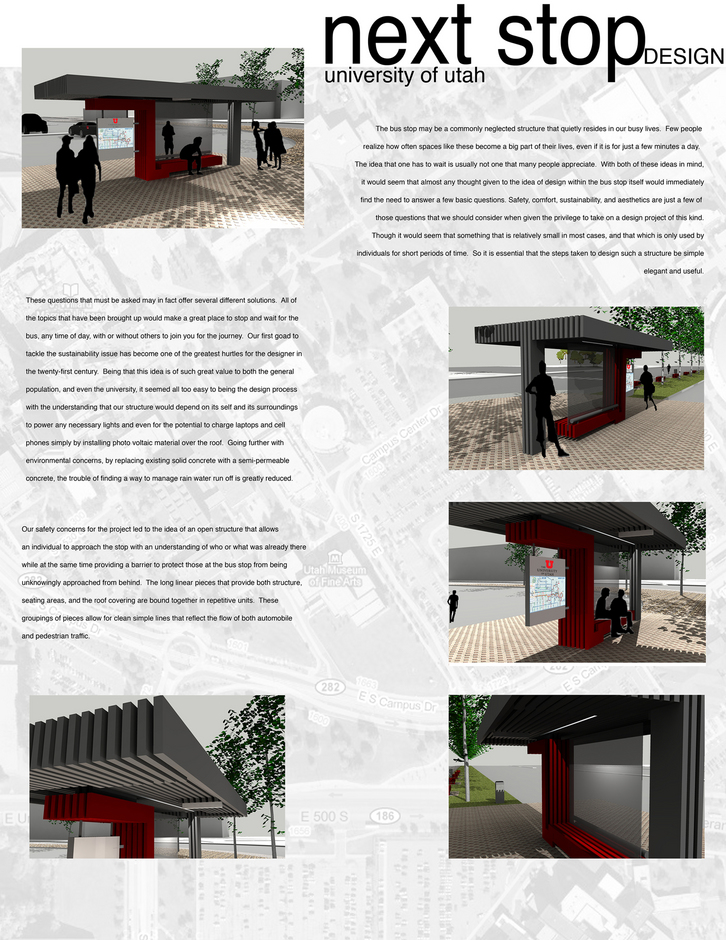 next stop DESIGN
university of utah
The bus stop may be a commonly neglected structure that quietly resides in our busy lives. Few people
realize how often spaces like these become a big part of their lives, even if it is for just a few minutes a day.
The idea that one has to wait is usually not one that many people appreciate. With both of these ideas in mind,
it would seem that almost any thought given to the idea of design within the bus stop itself would immediately
find the need to answer a few basic questions. Safety, comfort, sustainability, and aesthetics are just a few of
those questions that we should consider when given the privilege to take on a design project of this kind.
Though it would seem that something that is relatively small in most cases, and that which is only used by
individuals for short periods of time. So it is essential that the steps taken to design such a structure be simple
elegant and useful.
These questions that must be asked may in fact offer several different solutions. All of
the topics that have been brought up would make a great place to stop and wait for the
bus, any time of day, with or without others to join you for the journey. Our first goad to
tackle the sustainability issue has become one of the greatest hurtles for the designer in
the twenty-first century. Being that this idea is of such great value to both the general
population, and even the university, it seemed all too easy to being the design process
with the understanding that our structure would depend on its self and its surroundings
to power any necessary lights and even for the potential to charge laptops and cell
phones simply by installing photo voltaic material over the roof. Going further with
environmental concerns, by replacing existing solid concrete with a semi-permeable
concrete, the trouble of finding a way to manage rain water run off is greatly reduced.
Our safety concerns for the project led to the idea of an open structure that allows
an individual to approach the stop with an understanding of who or what was already there
while at the same time providing a barrier to protect those at the bus stop from being
unknowingly approached from behind. The long linear pieces that provide both structure,
seating areas, and the roof covering are bound together in repetitive units. These
groupings of pieces allow for clean simple lines that reflect the flow of both automobile
and pedestrian traffic.
Campus Center Dr
S 1725
Utah Museum
of Fine Arts
282
E S Campus Dr
282
E S C
E 500 S
186